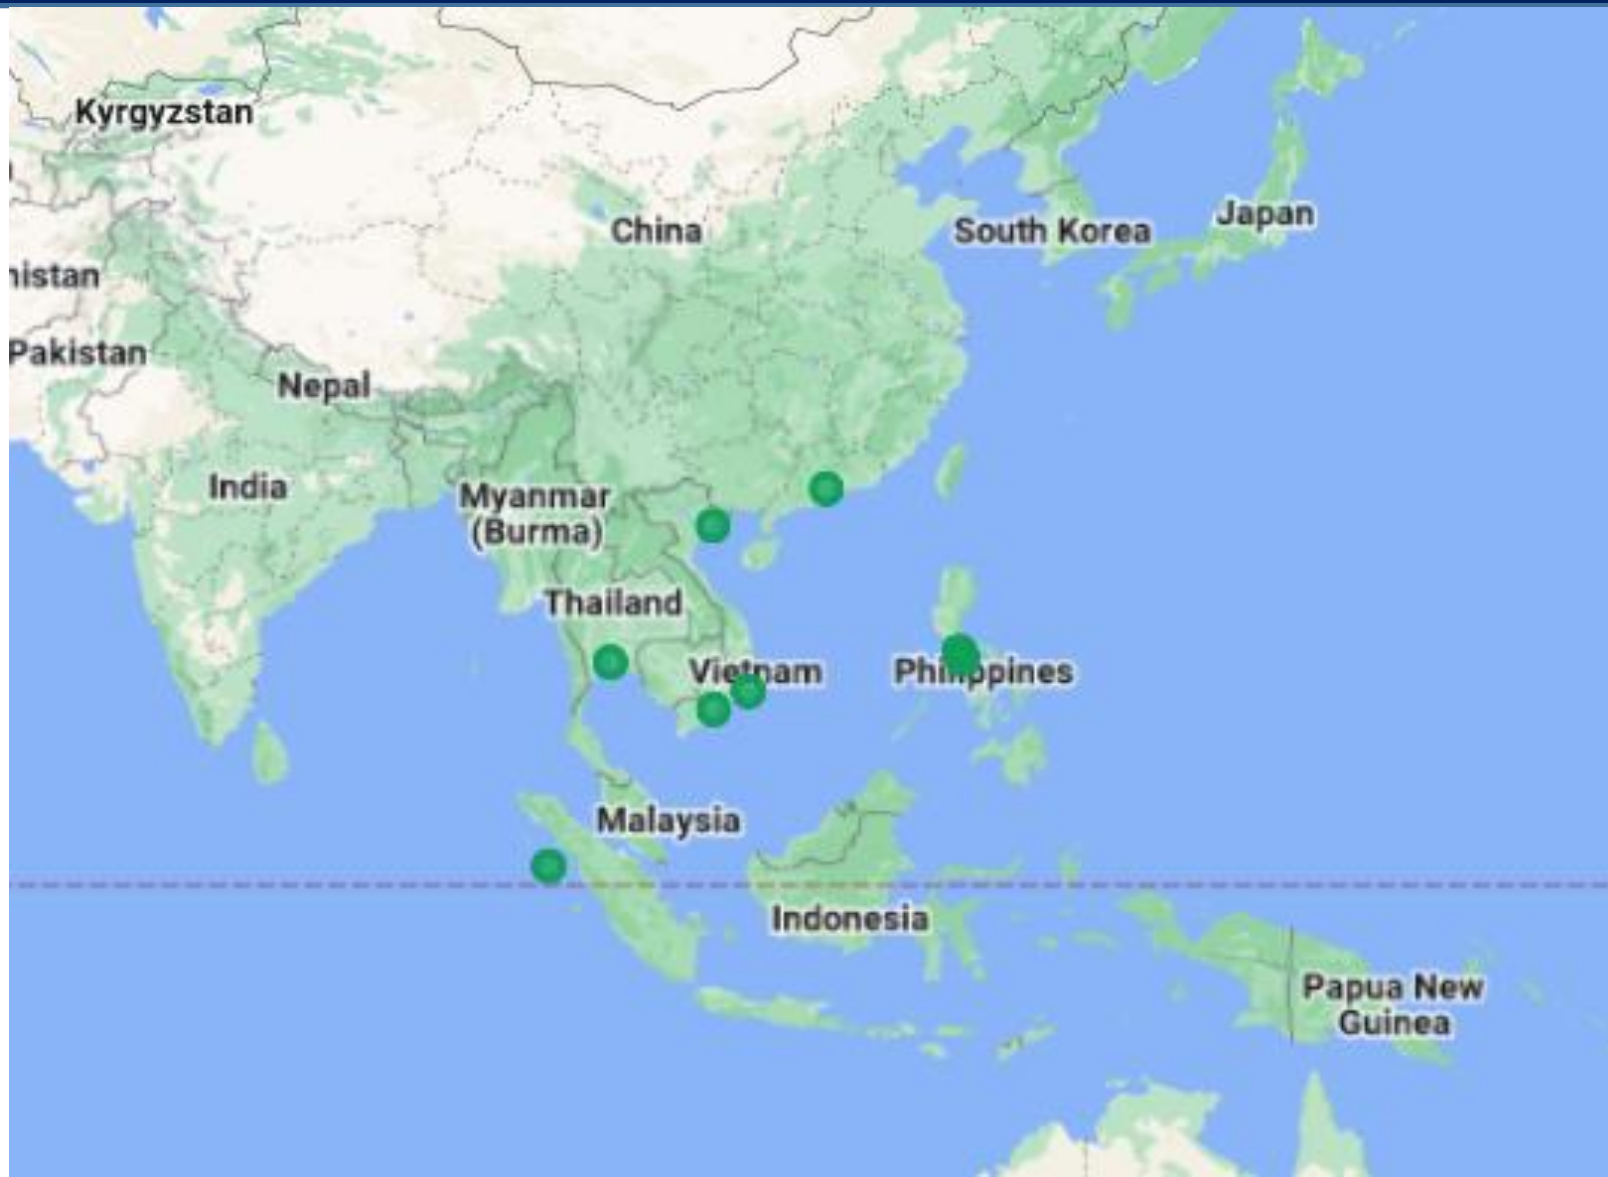 Kyrgyzstan
China
South Korea
Japan
nistan
Pakistan
Nepal
India
Myanmar
(Burma)
Thailand
Vietnam
Philippines
Malaysia
Indonesia
Papua New
Guinea